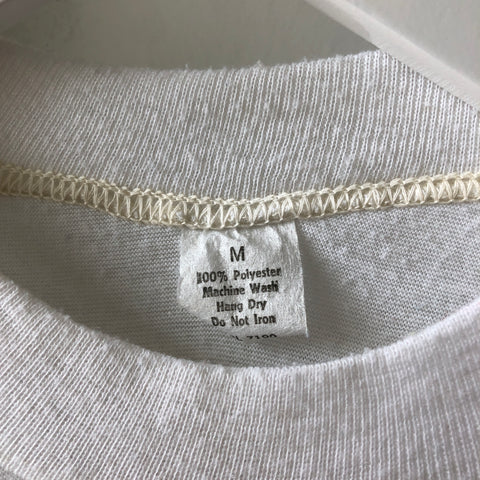 M
100% Polyester
Machine Wash
Hang Dry
Do Not Iron